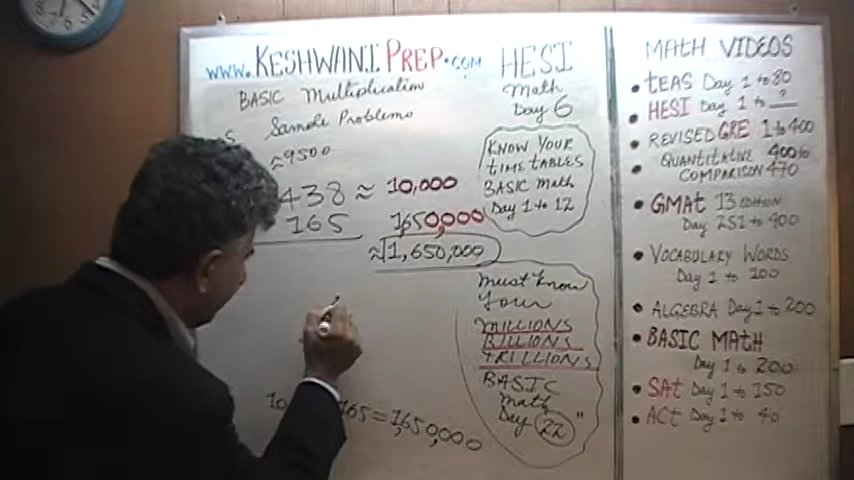 www.KESHWANIPREP.com
HESI
Math
Day 6
BASIC Multiplication
Sample Problems
≈9500
438 ≈ 10,000
165
1,650,000
≈ 1,650,000
10
165 = 1,650,000
KNOW YOUR
TIME TABLES
BASIC Math
Day 1 to 12
Must Know
Your
MILLIONS
BILLIONS
TRILLIONS
BASIC
Math
Day 22"
MATH VIDEOS
• TEAS Day 1 to 80
• HESI Day 1 to ?
• REVISED GRE 1 to 400
• QUANTITATIVE 400 to
COMPARISON 470
• GMAT 13 EDITION
Day 251 to 400
• VOCABULARY WORDS
Day 1 to 100
• ALGEBRA Day 1 to 200
• BASIC MATH
Day 1 to 200
• SAT Day 1 to 150
• ACT Day 1 to 40